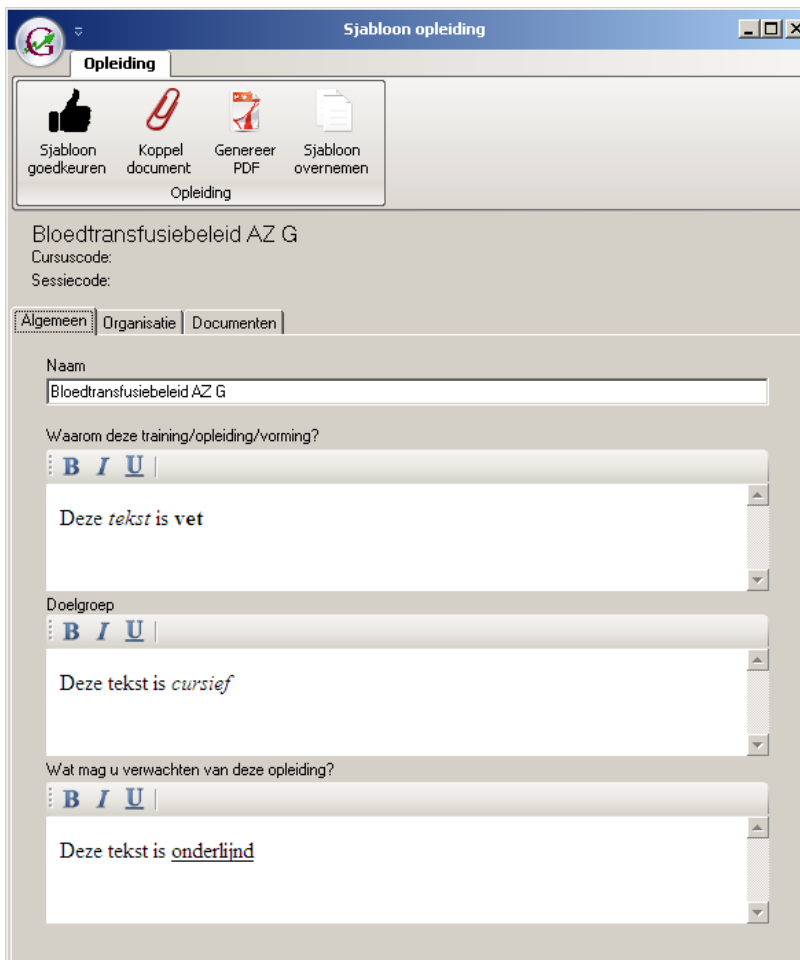 Sjabloon opleiding
Opleiding
Sjabloon goedkeuren
Koppel document
Genereer PDF
Sjabloon overnemen
Opleiding
Bloedtransfusiebeleid AZ G
Cursuscode:
Sessiecode:
Algemeen Organisatie Documenten
Naam
Bloedtransfusiebeleid AZ G
Waarom deze training/opleiding/vorming?
B I U
Deze tekst is vet
Doelgroep
B I U
Deze tekst is cursief
Wat mag u verwachten van deze opleiding?
B I U
Deze tekst is onderlijnd